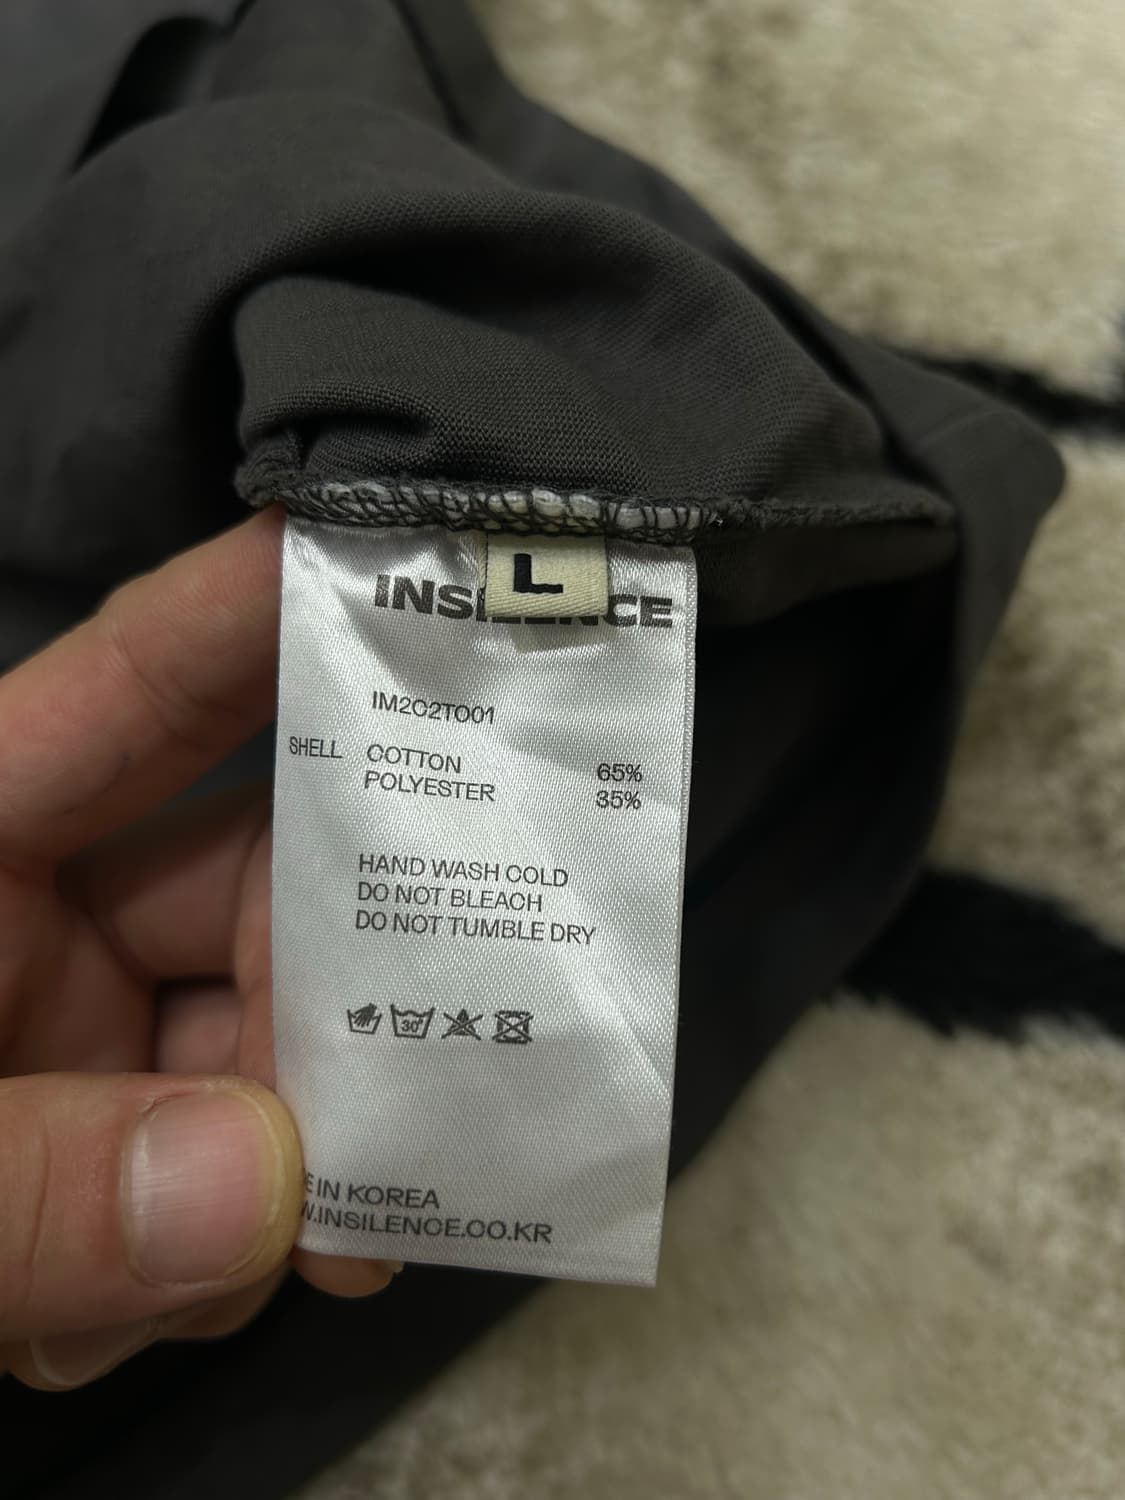 L
INSILENCE
IM2C2TO01
SHELL COTTON 65%
POLYESTER 35%
HAND WASH COLD
DO NOT BLEACH
DO NOT TUMBLE DRY
30°
E IN KOREA
W.INSILENCE.CO.KR